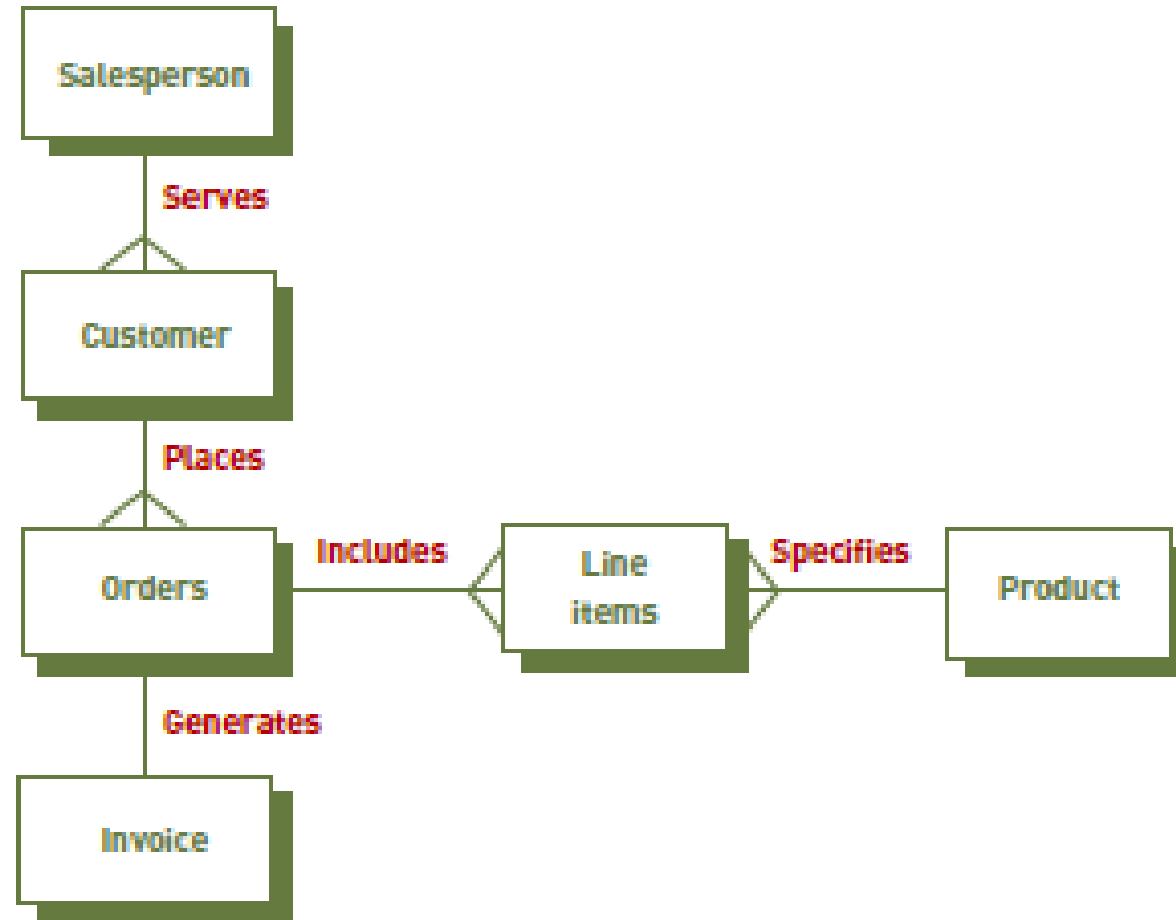 Salesperson
Serves
Customer
Places
Orders
Includes
Line
items
Specifies
Product
Generates
Invoice